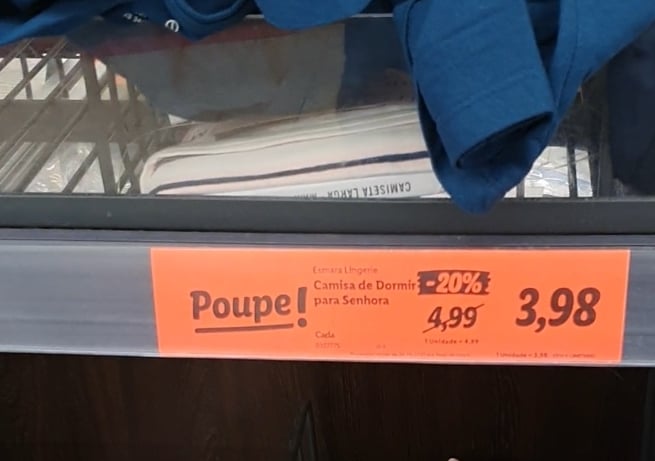 CAMISETA LARGA
Esmara Lingerie
Poupe!
Camisa de Dormir
para Senhora
-20%
4,99
3,98
Cada
1 Unidade = 4,99
1 Unidade = 3,98